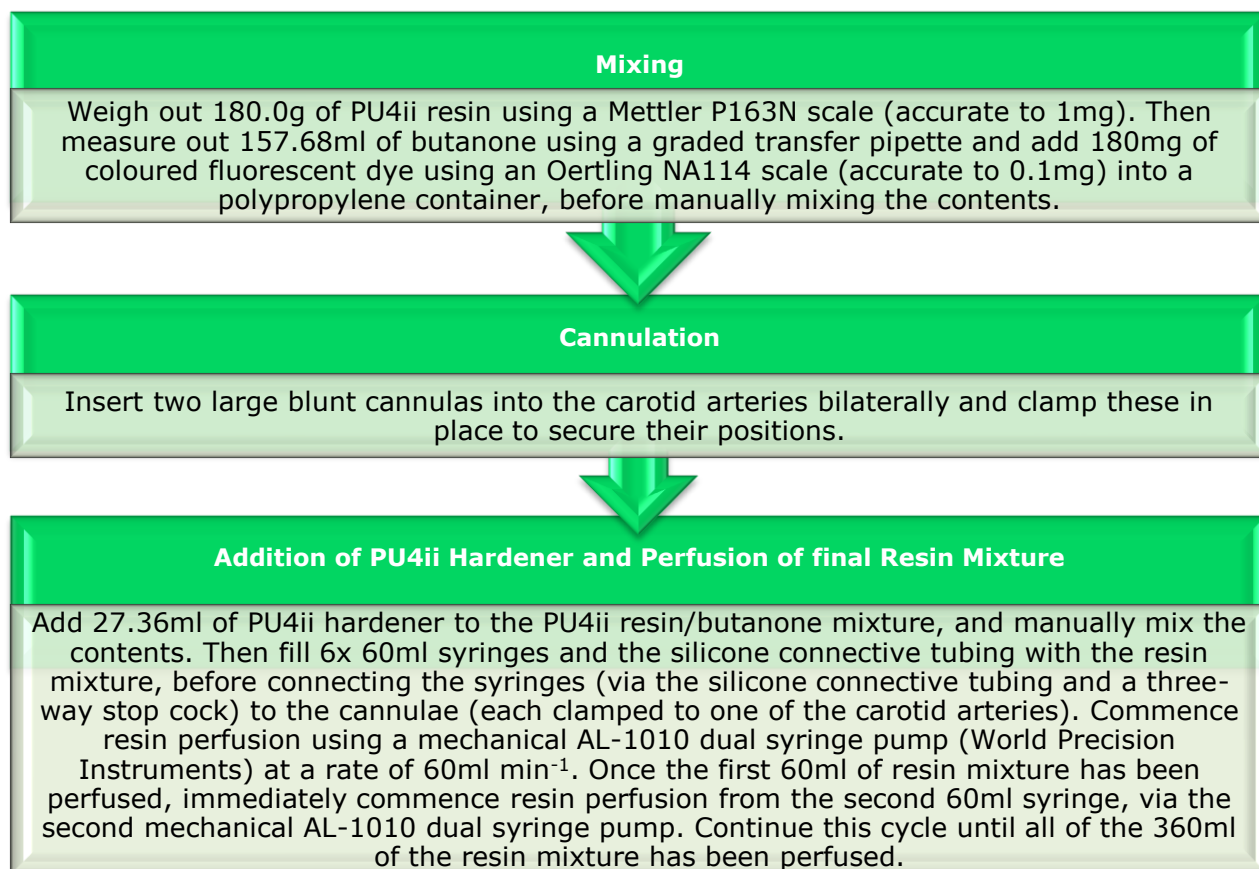 Mixing
Weigh out 180.0g of PU4ii resin using a Mettler P163N scale (accurate to 1mg). Then
measure out 157.68ml of butanone using a graded transfer pipette and add 180mg of
coloured fluorescent dye using an Oertling NA114 scale (accurate to 0.1mg) into a
polypropylene container, before manually mixing the contents.
Cannulation
Insert two large blunt cannulas into the carotid arteries bilaterally and clamp these in
place to secure their positions.
Addition of PU4ii Hardener and Perfusion of final Resin Mixture
Add 27.36ml of PU4ii hardener to the PU4ii resin/butanone mixture, and manually mix the
contents. Then fill 6x 60ml syringes and the silicone connective tubing with the resin
mixture, before connecting the syringes (via the silicone connective tubing and a three-
way stop cock) to the cannulae (each clamped to one of the carotid arteries). Commence
resin perfusion using a mechanical AL-1010 dual syringe pump (World Precision
Instruments) at a rate of 60ml min⁻¹. Once the first 60ml of resin mixture has been
perfused, immediately commence resin perfusion from the second 60ml syringe, via the
second mechanical AL-1010 dual syringe pump. Continue this cycle until all of the 360ml
of the resin mixture has been perfused.